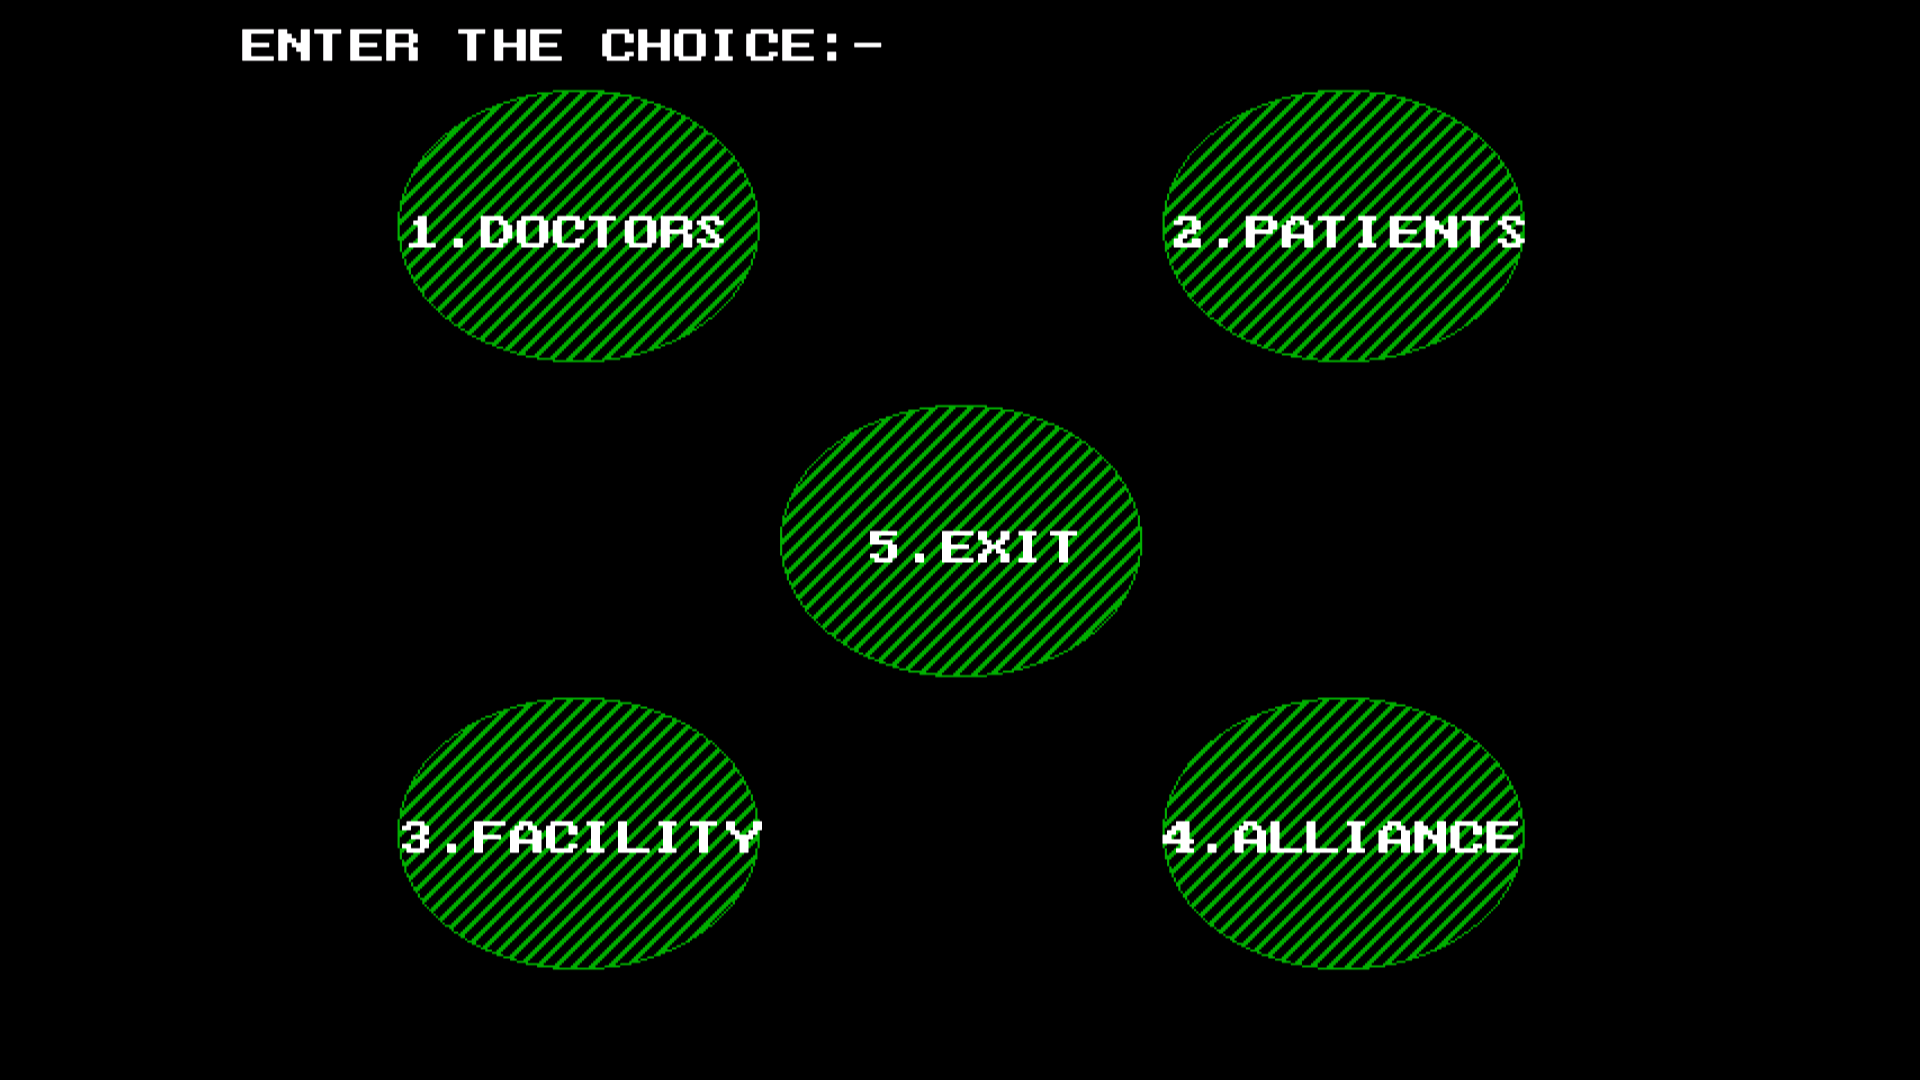 ENTER THE CHOICE:-
1.DOCTORS
2.PATIENTS
5.EXIT
3.FACILITY
4.ALLIANCE